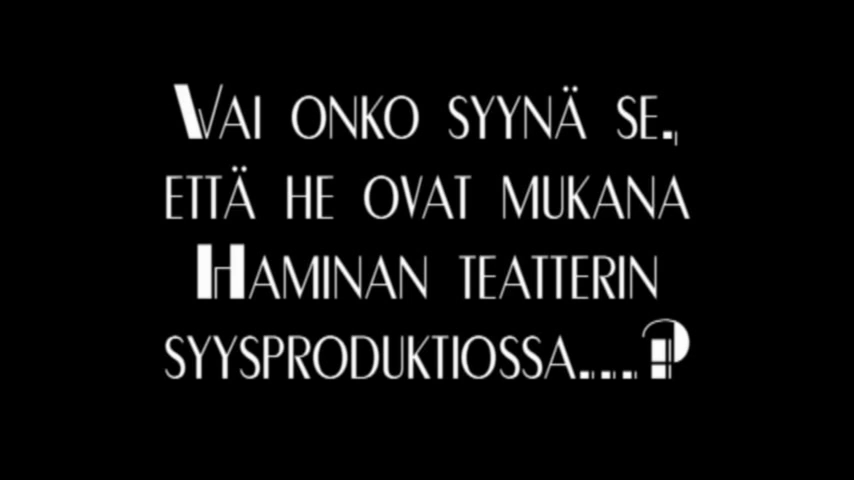 Vai onko syynä se,
että he ovat mukana
Haminan teatterin
syysproduktiossa....?